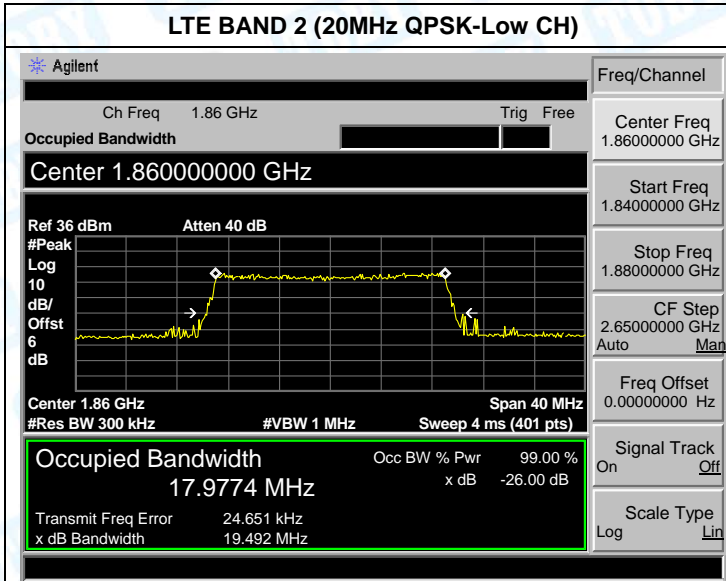 LTE BAND 2 (20MHz QPSK-Low CH)
Agilent
Freq/Channel
Ch Freq 1.86 GHz Trig Free
Occupied Bandwidth
Center 1.860000000 GHz
Ref 36 dBm Atten 40 dB
#Peak
Log
10
dB/
Offst
6
dB
Center 1.86 GHz Span 40 MHz
#Res BW 300 kHz #VBW 1 MHz Sweep 4 ms (401 pts)
Occupied Bandwidth Occ BW % Pwr 99.00 %
17.9774 MHz x dB -26.00 dB
Transmit Freq Error 24.651 kHz
x dB Bandwidth 19.492 MHz
Center Freq
1.86000000 GHz
Start Freq
1.84000000 GHz
Stop Freq
1.88000000 GHz
CF Step
2.65000000 GHz
Auto Man
Freq Offset
0.00000000 Hz
Signal Track
On Off
Scale Type
Log Lin